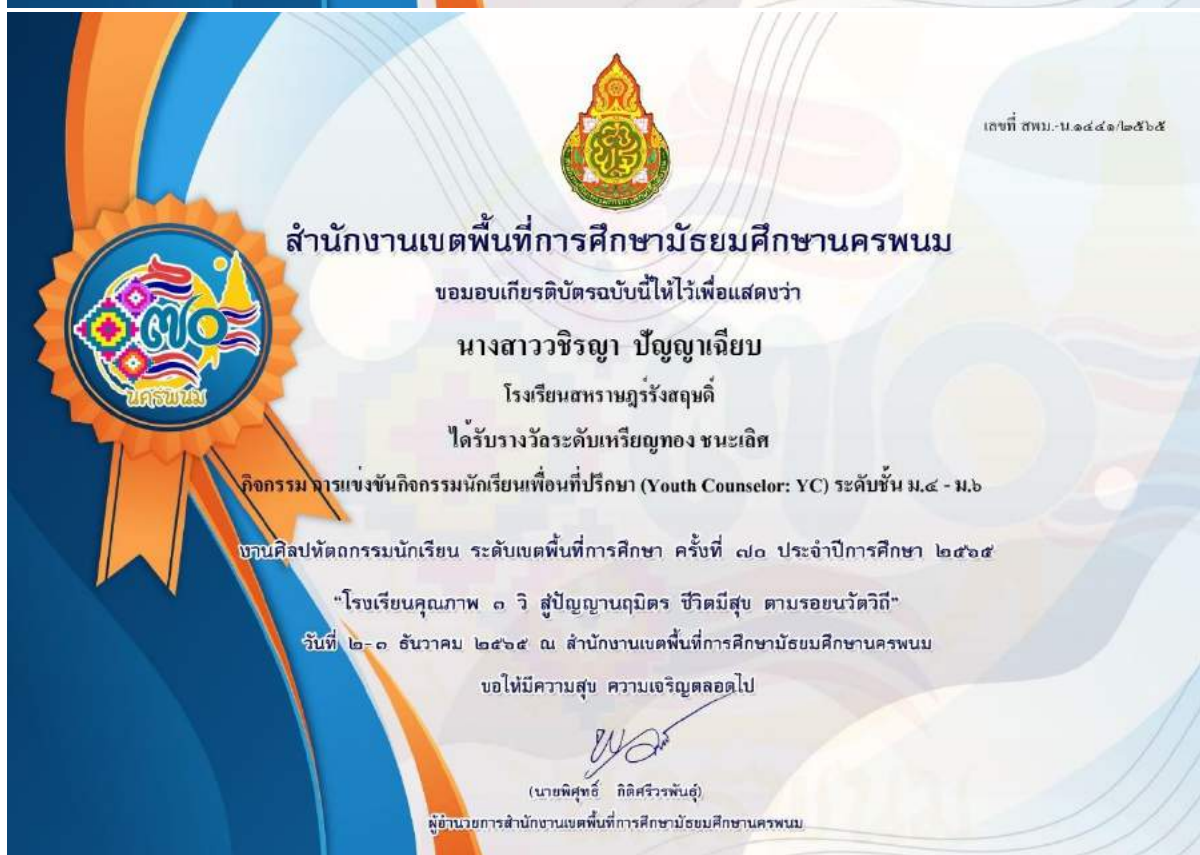 เลขที่ สพม.-น.๑๔๔๑/๒๕๖๕
สำนักงานเขตพื้นที่การศึกษามัธยมศึกษานครพนม
ขอมอบเกียรติบัตรฉบับนี้ให้ไว้เพื่อแสดงว่า
นางสาววชิรญา ปัญญาเฉียบ
โรงเรียนสหราษฎร์รังสฤษดิ์
ได้รับรางวัลระดับเหรียญทอง ชนะเลิศ
กิจกรรม การแข่งขันกิจกรรมนักเรียนเพื่อนที่ปรึกษา (Youth Counselor: YC) ระดับชั้น ม.๔ - ม.๖
งานศิลปหัตถกรรมนักเรียน ระดับเขตพื้นที่การศึกษา ครั้งที่ ๗๐ ประจำปีการศึกษา ๒๕๖๕
"โรงเรียนคุณภาพ ๓ วิ สู่ปัญญานฤมิตร ชีวิตมีสุข ตามรอยนวัตวิถี"
วันที่ ๒-๓ ธันวาคม ๒๕๖๕ ณ สำนักงานเขตพื้นที่การศึกษามัธยมศึกษานครพนม
ขอให้มีความสุข ความเจริญตลอดไป
(นายพิศุทธิ์ กิติศรีวรพันธุ์)
ผู้อำนวยการสำนักงานเขตพื้นที่การศึกษามัธยมศึกษานครพนม
๗๐
นครพนม